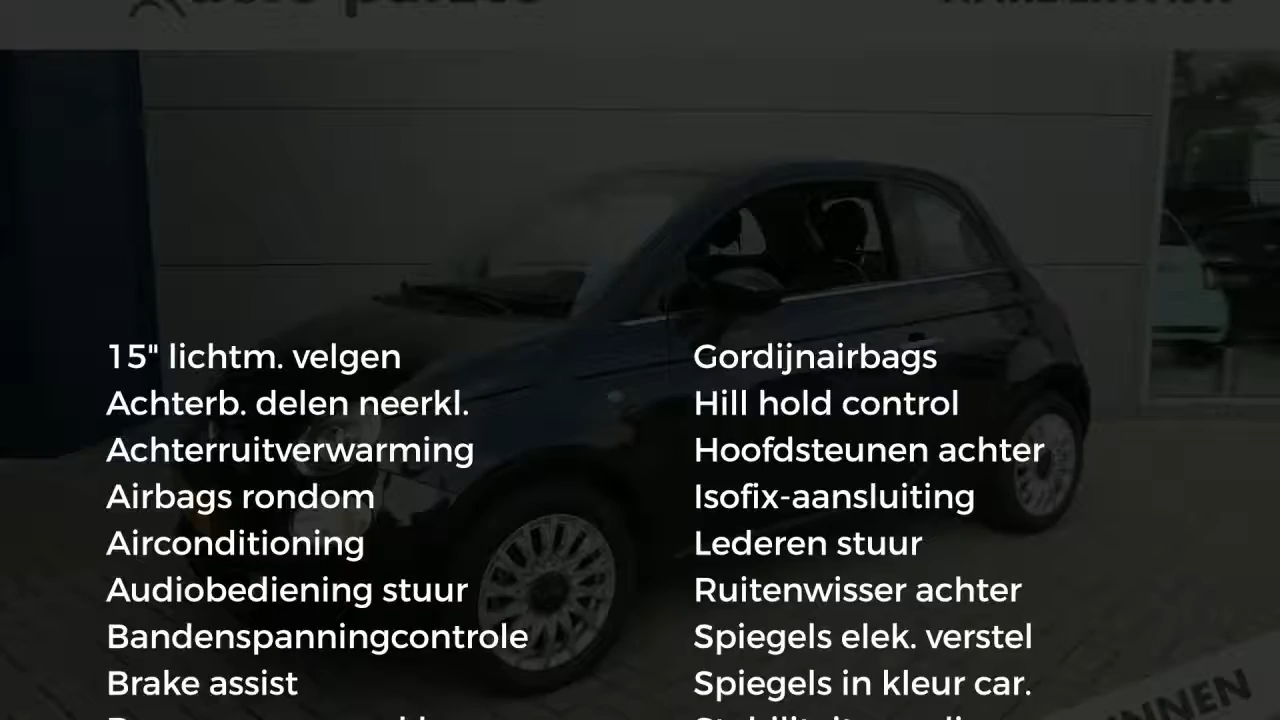 15" lichtm. velgen
Achterb. delen neerkl.
Achterruitverwarming
Airbags rondom
Airconditioning
Audiobediening stuur
Bandenspanningcontrole
Brake assist
Gordijnairbags
Hill hold control
Hoofdsteunen achter
Isofix-aansluiting
Lederen stuur
Ruitenwisser achter
Spiegels elek. verstel
Spiegels in kleur car.